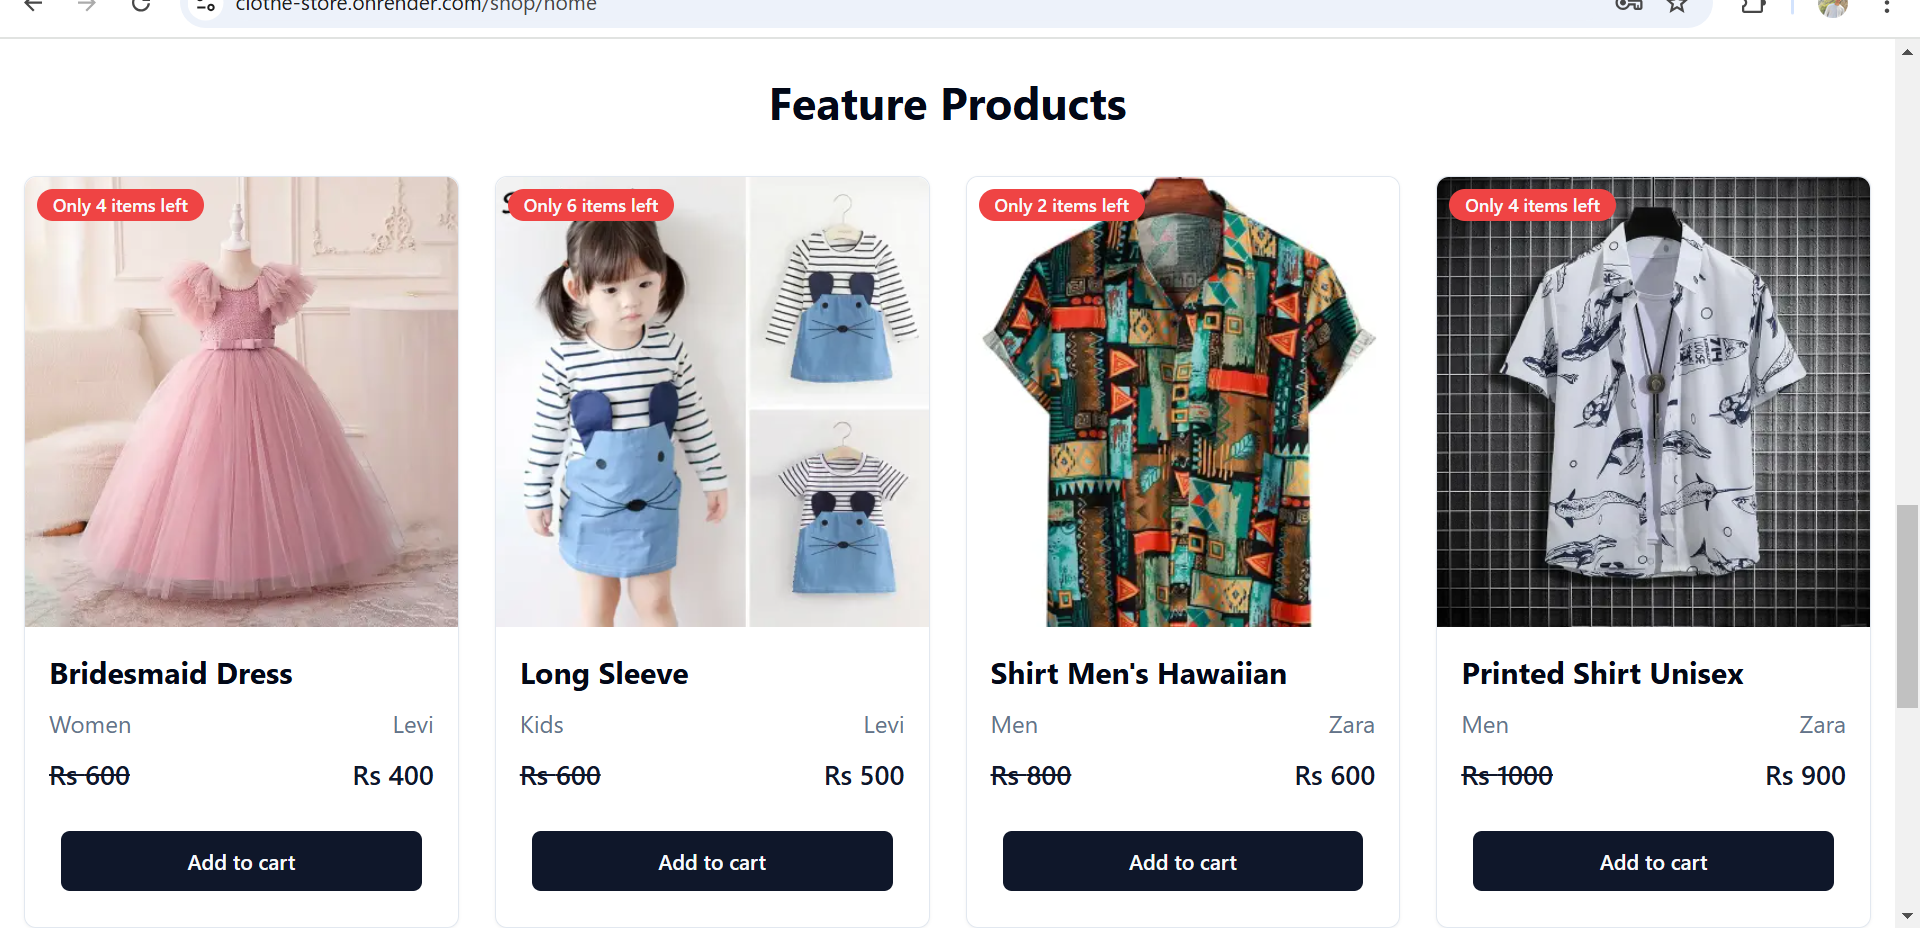 clothe-store.onrender.com/shop/home
Feature Products
Only 4 items left
Only 6 items left
Only 2 items left
Only 4 items left
Bridesmaid Dress
Women Levi
Rs 600 Rs 400
Add to cart
Long Sleeve
Kids Levi
Rs 600 Rs 500
Add to cart
Shirt Men's Hawaiian
Men Zara
Rs 800 Rs 600
Add to cart
Printed Shirt Unisex
Men Zara
Rs 1000 Rs 900
Add to cart